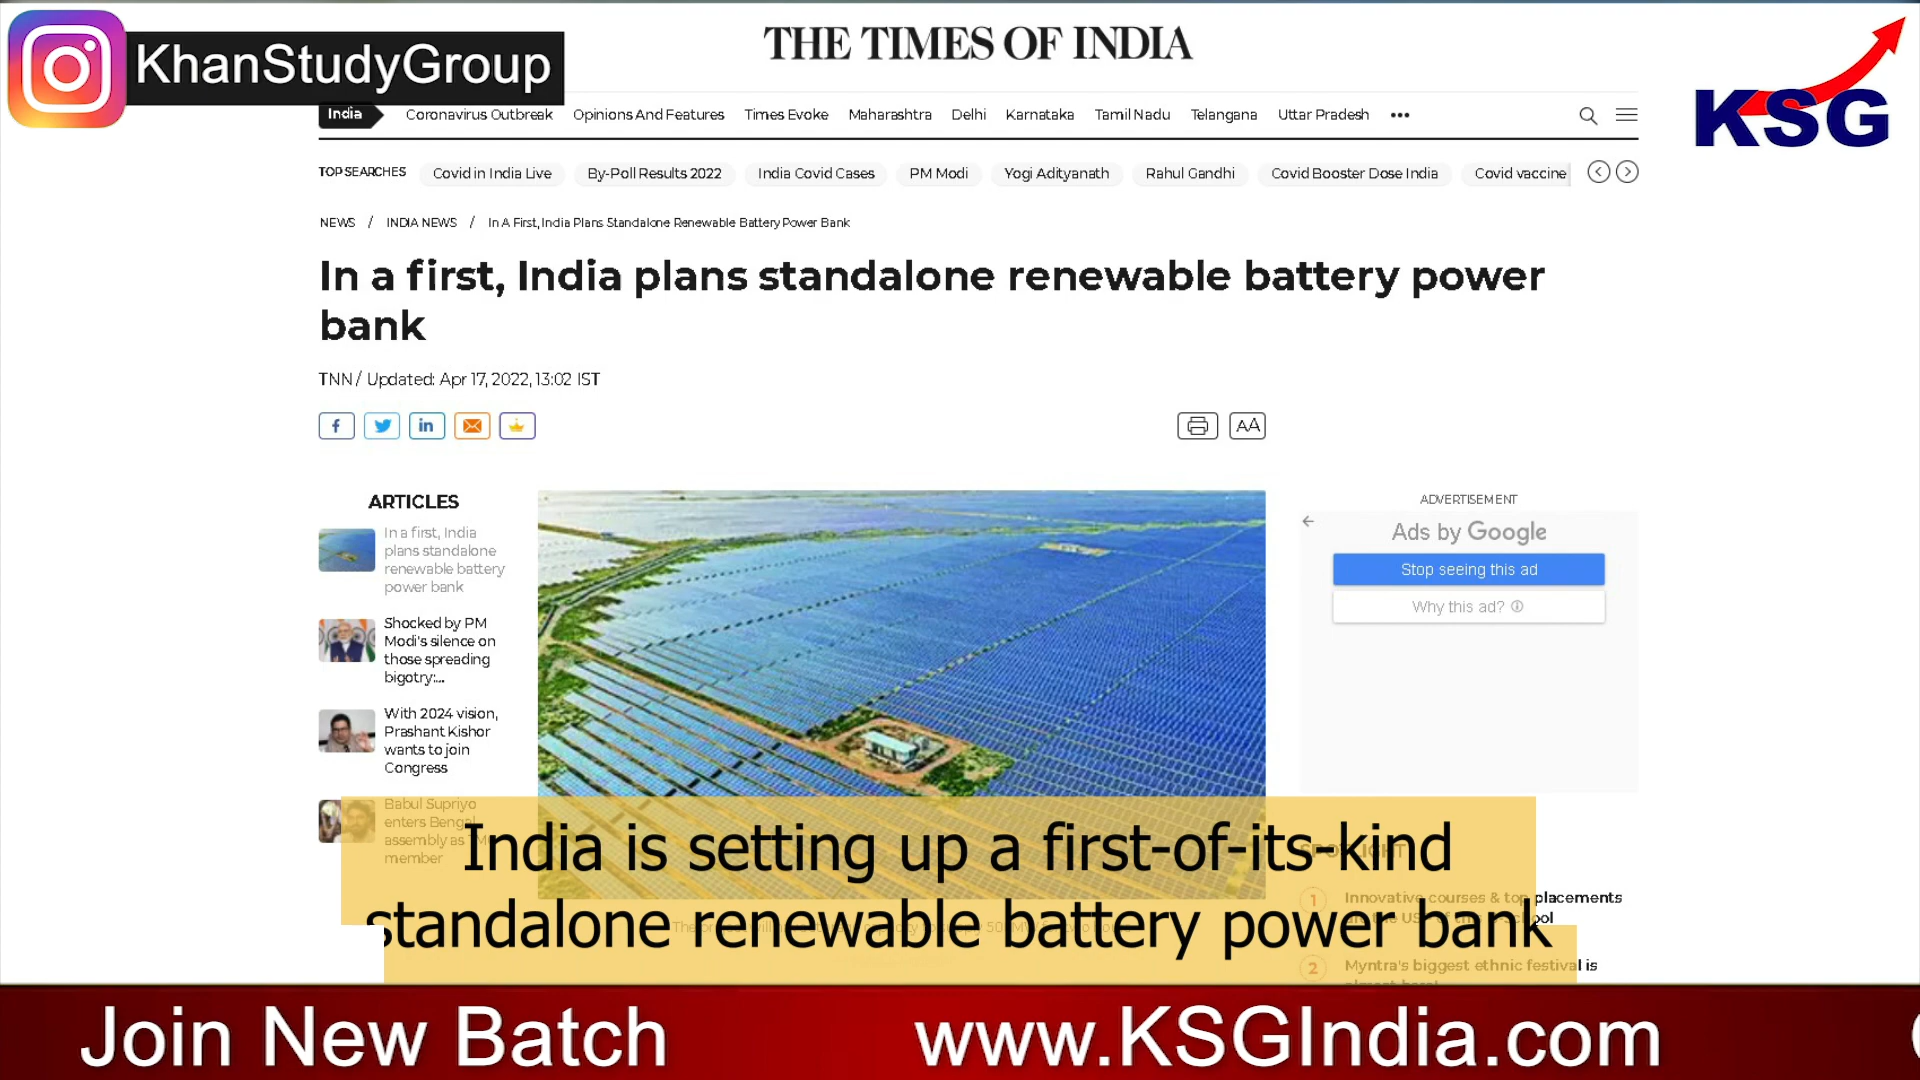 KhanStudyGroup
THE TIMES OF INDIA
KSG
India Coronavirus Outbreak Opinions And Features Times Evoke Maharashtra Delhi Karnataka Tamil Nadu Telangana Uttar Pradesh •••
TOP SEARCHES Covid in India Live By-Poll Results 2022 India Covid Cases PM Modi Yogi Adityanath Rahul Gandhi Covid Booster Dose India Covid vaccine
NEWS / INDIA NEWS / In A First, India Plans Standalone Renewable Battery Power Bank
In a first, India plans standalone renewable battery power
bank
TNN / Updated: Apr 17, 2022, 13:02 IST
AA
ARTICLES
In a first, India
plans standalone
renewable battery
power bank
Shocked by PM
Modi's silence on
those spreading
bigotry:...
With 2024 vision,
Prashant Kishor
wants to join
Congress
Babul Supriyo
enters Bengal
assembly as
member
ADVERTISEMENT
Ads by Google
Stop seeing this ad
Why this ad?
SPOTLIGHT
1 Innovative courses & top placements
2 Myntra's biggest ethnic festival is
almost here!
India is setting up a first-of-its-kind
standalone renewable battery power bank
Join New Batch www.KSGIndia.com